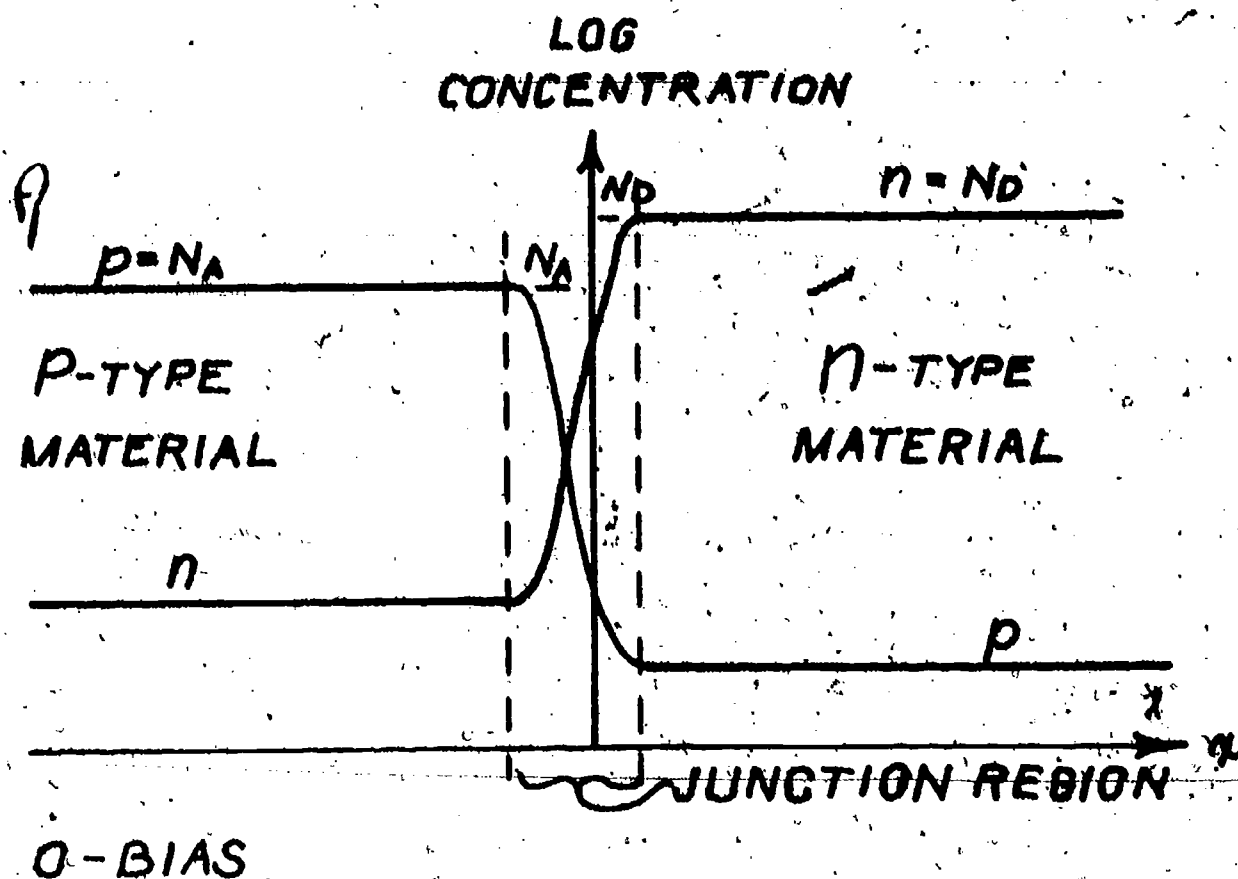 LOG
CONCENTRATION
p = NA
NA
ND
n = ND
P-TYPE
MATERIAL
n-TYPE
MATERIAL
n
p
x
JUNCTION REGION
0-BIAS